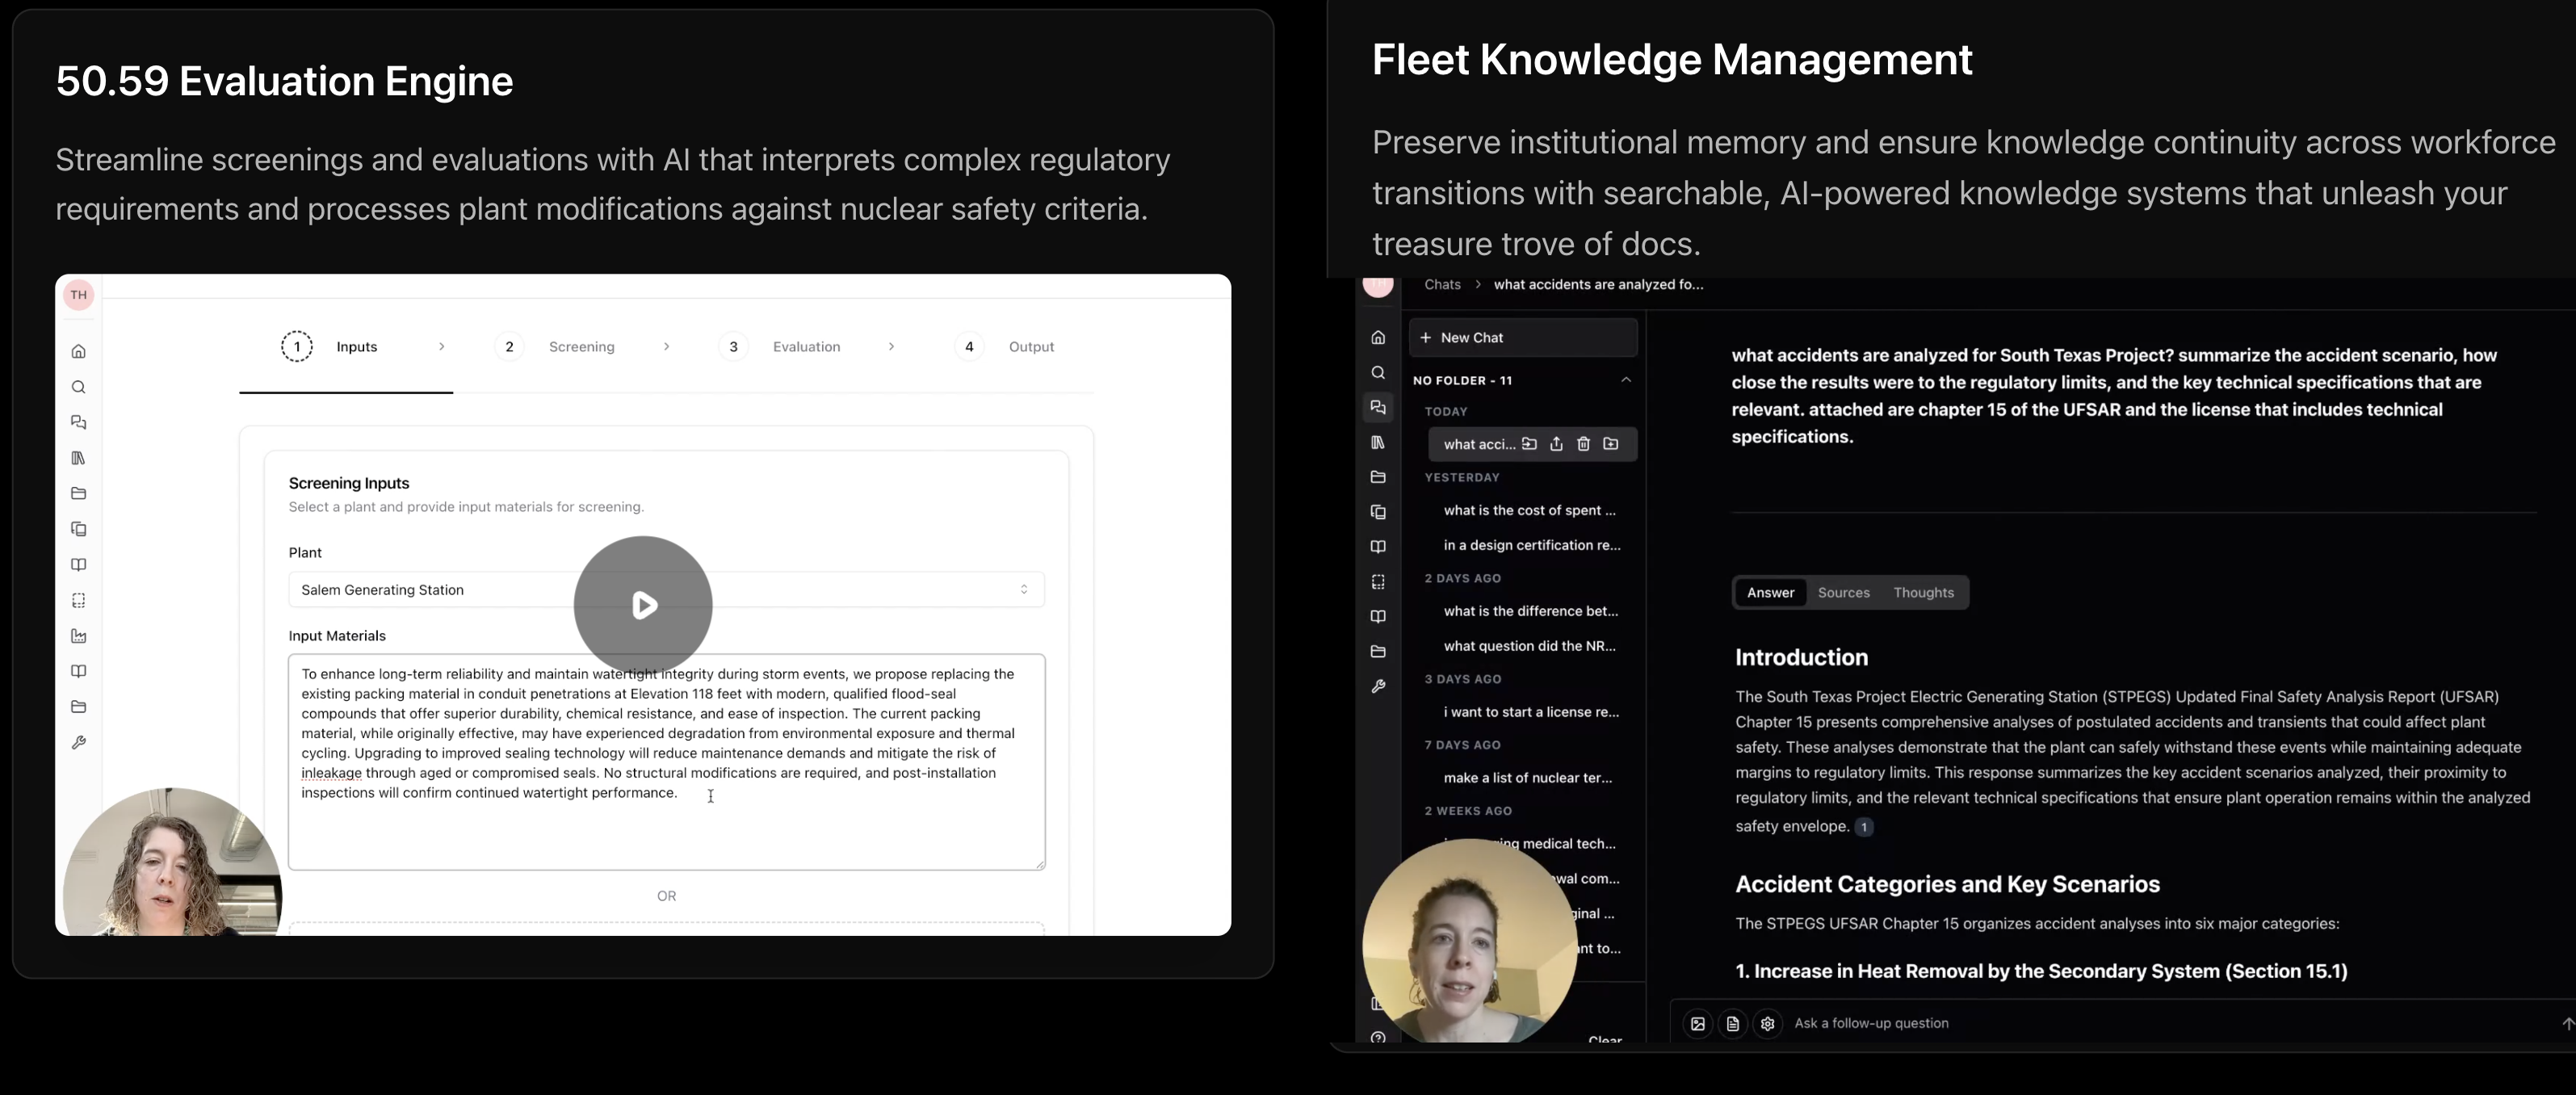 50.59 Evaluation Engine
Streamline screenings and evaluations with AI that interprets complex regulatory
requirements and processes plant modifications against nuclear safety criteria.
TH
1 Inputs
2 Screening
3 Evaluation
4 Output
Screening Inputs
Select a plant and provide input materials for screening.
Plant
Salem Generating Station
Input Materials
To enhance long-term reliability and maintain watertight integrity during storm events, we propose replacing the
existing packing material in conduit penetrations at Elevation 118 feet with modern, qualified flood-seal
compounds that offer superior durability, chemical resistance, and ease of inspection. The current packing
material, while originally effective, may have experienced degradation from environmental exposure and thermal
cycling. Upgrading to improved sealing technology will reduce maintenance demands and mitigate the risk of
inleakage through aged or compromised seals. No structural modifications are required, and post-installation
inspections will confirm continued watertight performance.
OR
Fleet Knowledge Management
Preserve institutional memory and ensure knowledge continuity across workforce
transitions with searchable, AI-powered knowledge systems that unleash your
treasure trove of docs.
TH
Chats > what accidents are analyzed fo...
+ New Chat
NO FOLDER - 11
TODAY
what acci...
YESTERDAY
what is the cost of spent ...
in a design certification re...
2 DAYS AGO
what is the difference bet...
what question did the NR...
3 DAYS AGO
i want to start a license re...
7 DAYS AGO
make a list of nuclear ter...
2 WEEKS AGO
medical tech...
com...
...
to...
Clear
what accidents are analyzed for South Texas Project? summarize the accident scenario, how
close the results were to the regulatory limits, and the key technical specifications that are
relevant. attached are chapter 15 of the UFSAR and the license that includes technical
specifications.
Answer Sources Thoughts
Introduction
The South Texas Project Electric Generating Station (STPEGS) Updated Final Safety Analysis Report (UFSAR)
Chapter 15 presents comprehensive analyses of postulated accidents and transients that could affect plant
safety. These analyses demonstrate that the plant can safely withstand these events while maintaining adequate
margins to regulatory limits. This response summarizes the key accident scenarios analyzed, their proximity to
regulatory limits, and the relevant technical specifications that ensure plant operation remains within the analyzed
safety envelope. 1
Accident Categories and Key Scenarios
The STPEGS UFSAR Chapter 15 organizes accident analyses into six major categories:
1. Increase in Heat Removal by the Secondary System (Section 15.1)
Ask a follow-up question